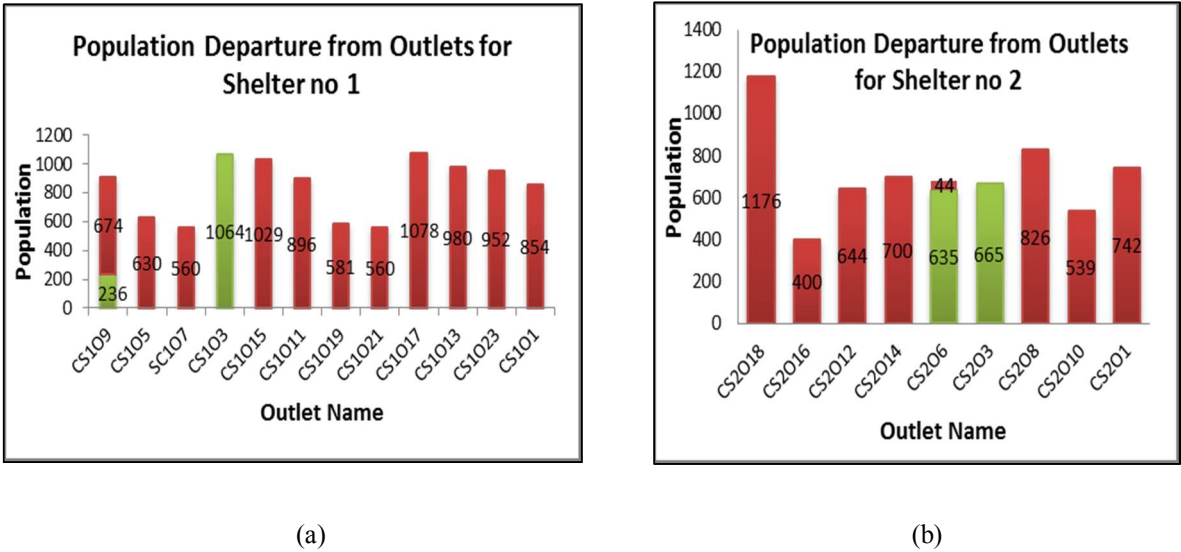 Population Departure from Outlets for
Shelter no 1
Population
1200
1000
800
600
400
200
0
674
236
630
560
1064
1029
896
581
560
1078
980
952
854
CS1O9
CS1O5
SC1O7
CS1O3
CS1O15
CS1O11
CS1O19
CS1O21
CS1O17
CS1O13
CS1O23
CS1O1
Outlet Name
(a)
Population Departure from Outlets
for Shelter no 2
Population
1400
1200
1000
800
600
400
200
0
1176
400
644
700
44
635
665
826
539
742
CS2O18
CS2O16
CS2O12
CS2O14
CS2O6
CS2O3
CS2O8
CS2O10
CS2O1
Outlet Name
(b)